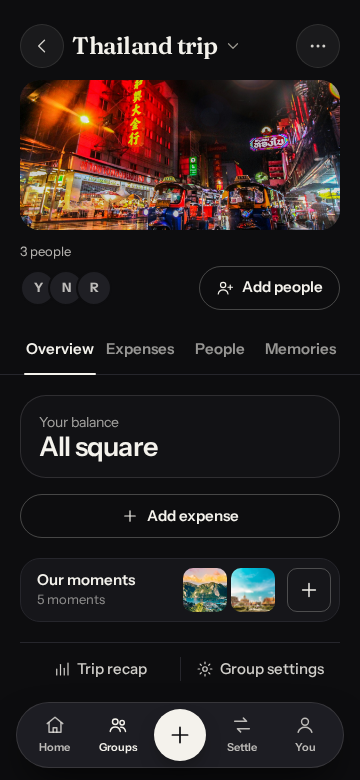 Thailand trip
3 people
Y N R
Add people
Overview Expenses People Memories
Your balance
All square
Add expense
Our moments
5 moments
Trip recap
Group settings
Home Groups Settle You